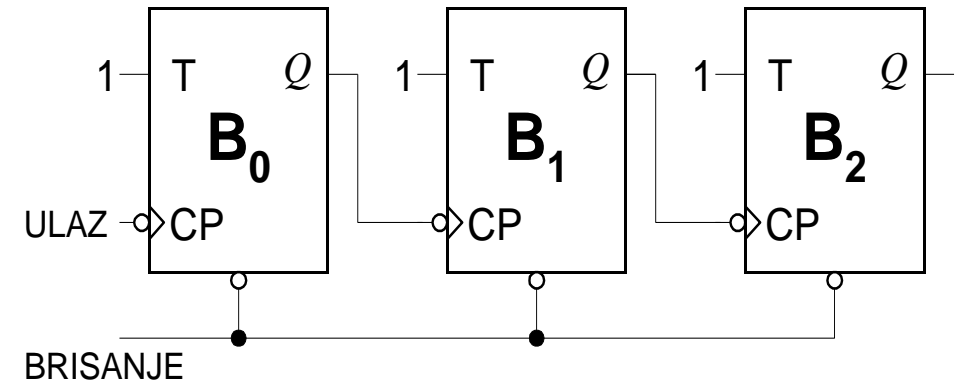 1 T Q 1 T Q 1 T Q
B0 B1 B2
ULAZ CP CP CP
BRISANJE